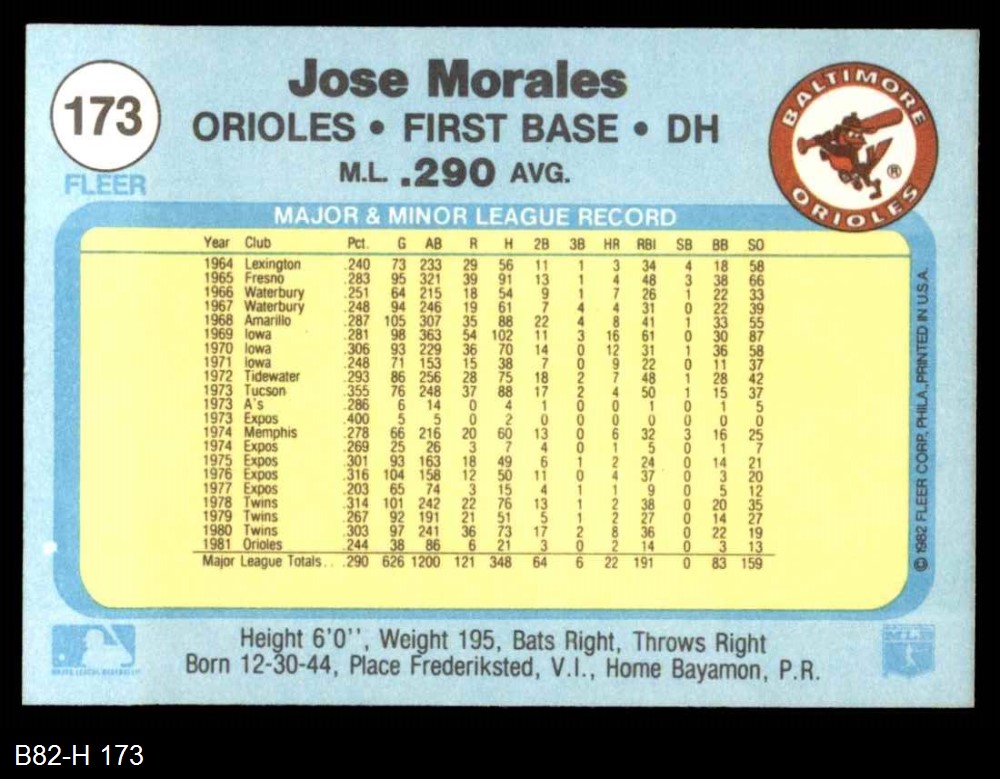 173
FLEER
Jose Morales
ORIOLES • FIRST BASE • DH
M.L. .290 AVG.
BALTIMORE
ORIOLES
®
MAJOR & MINOR LEAGUE RECORD
Year Club Pct. G AB R H 2B 3B HR RBI SB BB SO
1964 Lexington .240 73 233 29 56 11 1 3 34 4 18 58
1965 Fresno .283 95 321 39 91 13 1 4 48 3 38 66
1966 Waterbury .251 64 215 18 54 9 1 7 26 1 22 33
1967 Waterbury .248 94 246 19 61 7 4 4 31 0 22 39
1968 Amarillo .287 105 307 35 88 22 4 8 41 1 33 55
1969 Iowa .281 98 363 54 102 11 3 16 61 0 30 87
1970 Iowa .306 93 229 36 70 14 0 12 31 1 36 58
1971 Iowa .248 71 153 15 38 7 0 9 22 0 11 37
1972 Tidewater .293 86 256 28 75 18 2 7 48 1 28 42
1973 Tucson .355 76 248 37 88 17 2 4 50 1 15 37
1973 A's .286 6 14 0 4 1 0 0 1 0 1 5
1973 Expos .400 5 5 0 2 0 0 0 0 0 0 0
1974 Memphis .278 66 216 20 60 13 0 6 32 3 16 25
1974 Expos .269 25 26 3 7 4 0 1 5 0 1 7
1975 Expos .301 93 163 18 49 6 1 2 24 0 14 21
1976 Expos .316 104 158 12 50 11 0 4 37 0 3 20
1977 Expos .203 65 74 3 15 4 1 1 9 0 5 12
1978 Twins .314 101 242 22 76 13 1 2 38 0 20 35
1979 Twins .267 92 191 21 51 5 1 2 27 0 14 27
1980 Twins .303 97 241 36 73 17 2 8 36 0 22 19
1981 Orioles .244 38 86 6 21 3 0 2 14 0 3 13
Major League Totals. . .290 626 1200 121 348 64 6 22 191 0 83 159
© 1982 FLEER CORP., PHILA., PRINTED IN U.S.A.
Height 6'0'', Weight 195, Bats Right, Throws Right
Born 12-30-44, Place Frederiksted, V.I., Home Bayamon, P.R.
MAJOR LEAGUE BASEBALL
B82-H 173